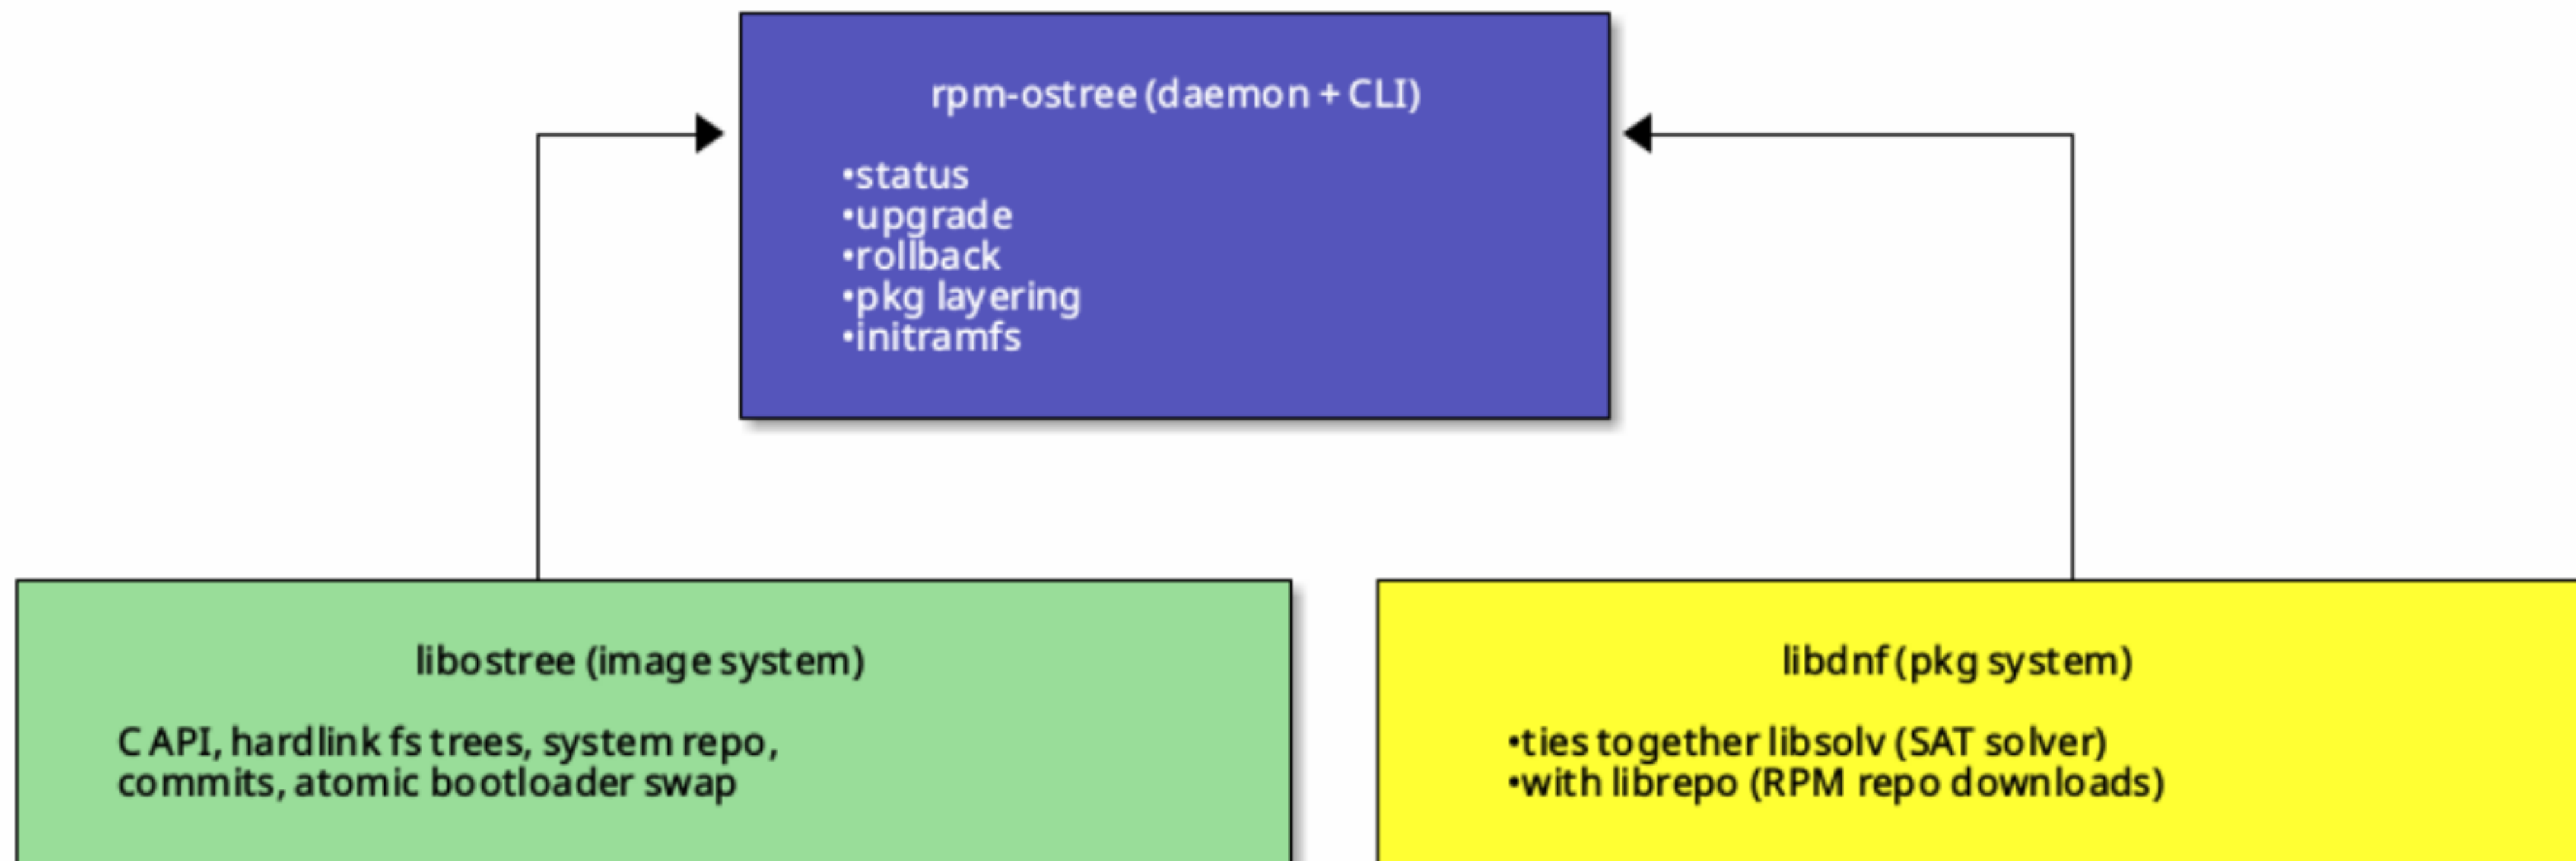 rpm-ostree (daemon + CLI)
•status
•upgrade
•rollback
•pkg layering
•initramfs
libostree (image system)
C API, hardlink fs trees, system repo,
commits, atomic bootloader swap
libdnf (pkg system)
•ties together libsolv (SAT solver)
•with librepo (RPM repo downloads)